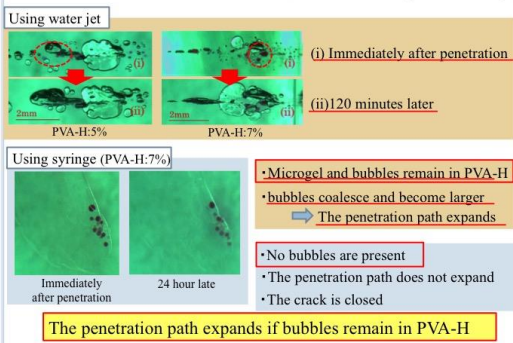 Using water jet
(i)
(i)
(i) Immediately after penetration
2mm
(ii)
2mm
(ii)
(ii)120 minutes later
PVA-H:5%
PVA-H:7%
Using syringe (PVA-H:7%)
・Microgel and bubbles remain in PVA-H
・bubbles coalesce and become larger
The penetration path expands
Immediately
after penetration
24 hour late
・No bubbles are present
・The penetration path does not expand
・The crack is closed
The penetration path expands if bubbles remain in PVA-H